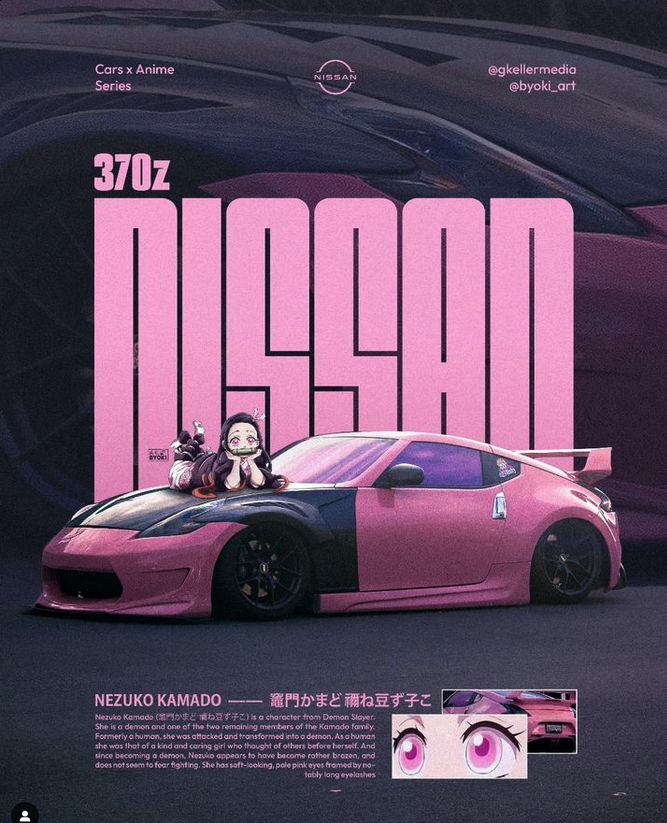 Cars x Anime
Series
NISSAN
@gkellermedia
@byoki_art
370z
NISSAN
BYOKI
NEZUKO KAMADO —— 竈門かまど 禰ね豆ず子こ
Nezuko Kamado (竈門かまど 禰ね豆ず子こ) is a character from Demon Slayer.
She is a demon and one of the two remaining members of the Kamado family.
Formerly a human, she was attacked and transformed into a demon. As a human
she was that of a kind and caring girl who thought of others before herself. And
since becoming a demon, Nezuko appears to have become rather brazen, and
does not seem to fear fighting. She has soft-looking, pale pink eyes framed by no-
tably long eyelashes